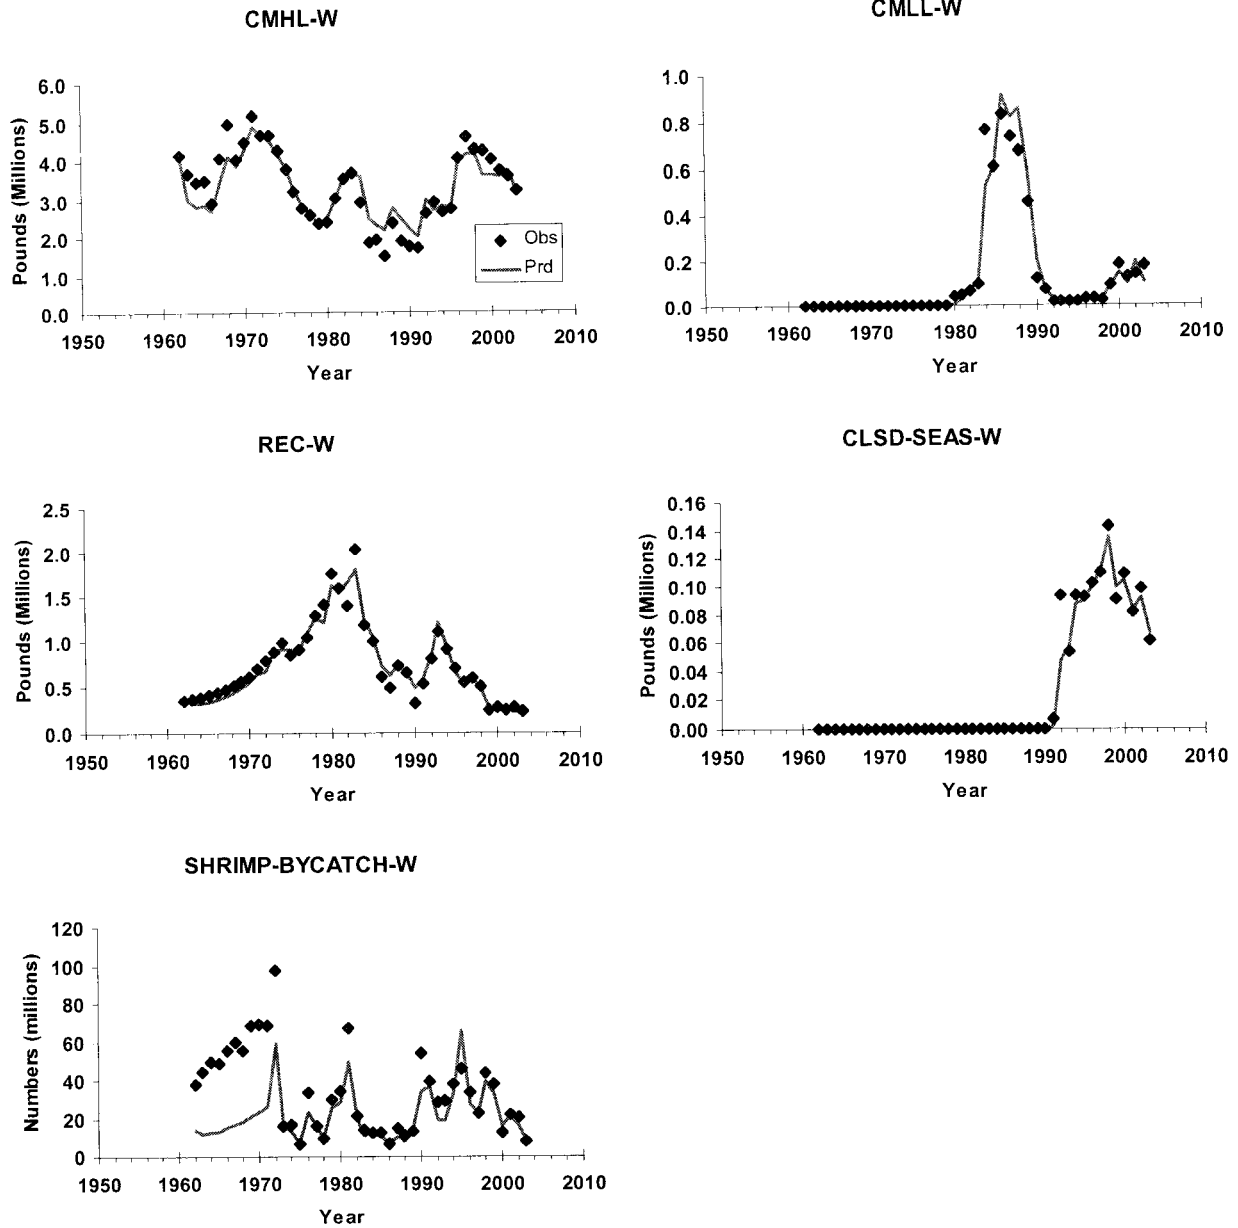 CMHL-W
CMLL-W
Pounds (Millions)
6.0
5.0
4.0
3.0
2.0
1.0
0.0
1950 1960 1970 1980 1990 2000 2010
Year
Obs
Prd
1.0
0.8
0.6
0.4
0.2
0.0
1950 1960 1970 1980 1990 2000 2010
Year
REC-W
Pounds (Millions)
2.5
2.0
1.5
1.0
0.5
0.0
1950 1960 1970 1980 1990 2000 2010
Year
CLSD-SEAS-W
Pounds (Millions)
0.16
0.14
0.12
0.10
0.08
0.06
0.04
0.02
0.00
1950 1960 1970 1980 1990 2000 2010
Year
SHRIMP-BYCATCH-W
Numbers (millions)
120
100
80
60
40
20
0
1950 1960 1970 1980 1990 2000 2010
Year